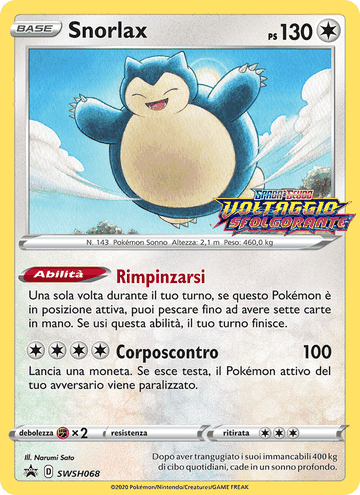 BASE Snorlax PS 130
Spada e Scudo
VOLTAGGIO
SFOLGORANTE
N. 143 Pokémon Sonno Altezza: 2,1 m Peso: 460,0 kg
Abilità Rimpinzarsi
Una sola volta durante il tuo turno, se questo Pokémon è
in posizione attiva, puoi pescare fino ad avere sette carte
in mano. Se usi questa abilità, il tuo turno finisce.
Corposcontro 100
Lancia una moneta. Se esce testa, il Pokémon attivo del
tuo avversario viene paralizzato.
debolezza ×2 resistenza ritirata
Ill. Narumi Sato
D SWSH068
Dopo aver trangugiato i suoi immancabili 400 kg
di cibo quotidiani, cade in un sonno profondo.
©2020 Pokémon/Nintendo/Creatures/GAME FREAK